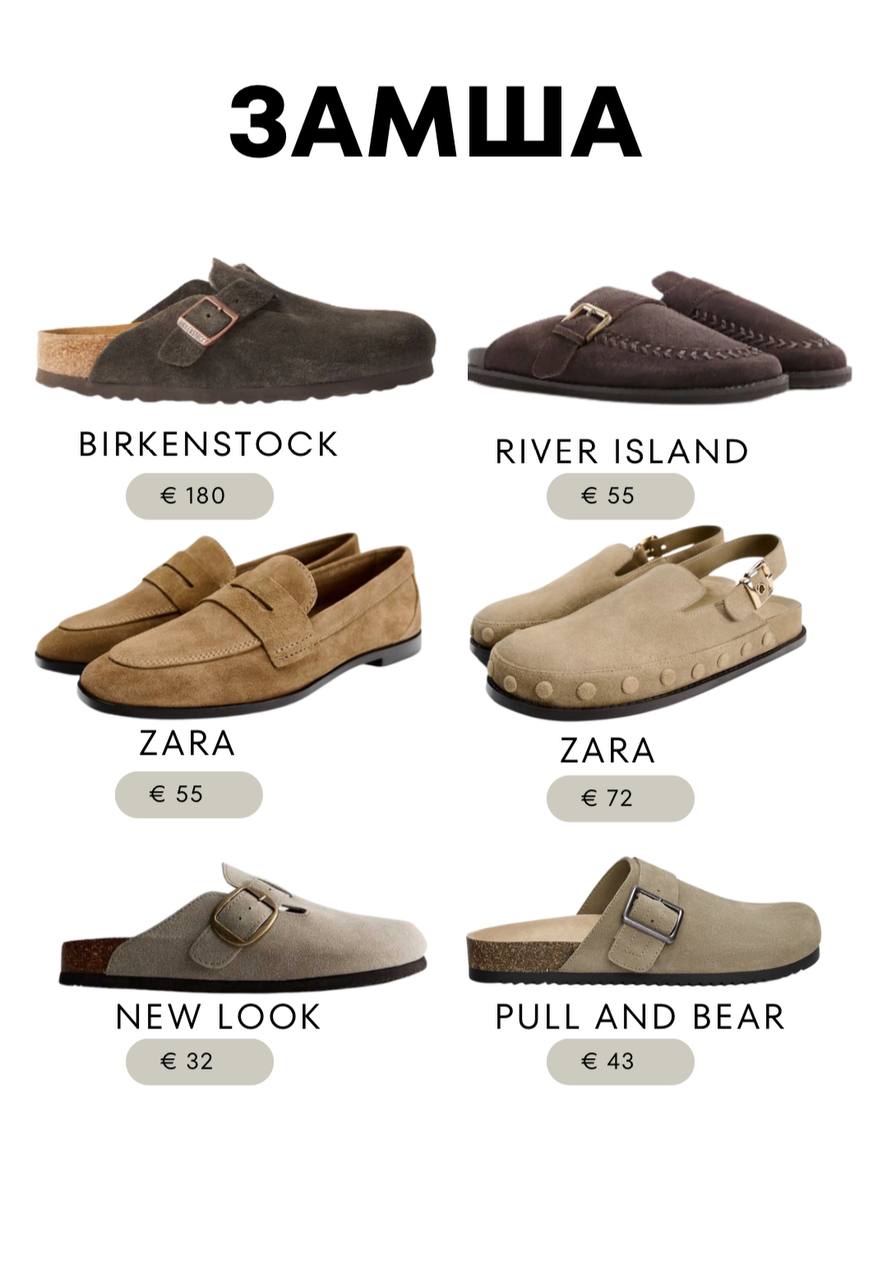 ЗАМША
BIRKENSTOCK
€ 180
RIVER ISLAND
€ 55
ZARA
€ 55
ZARA
€ 72
NEW LOOK
€ 32
PULL AND BEAR
€ 43